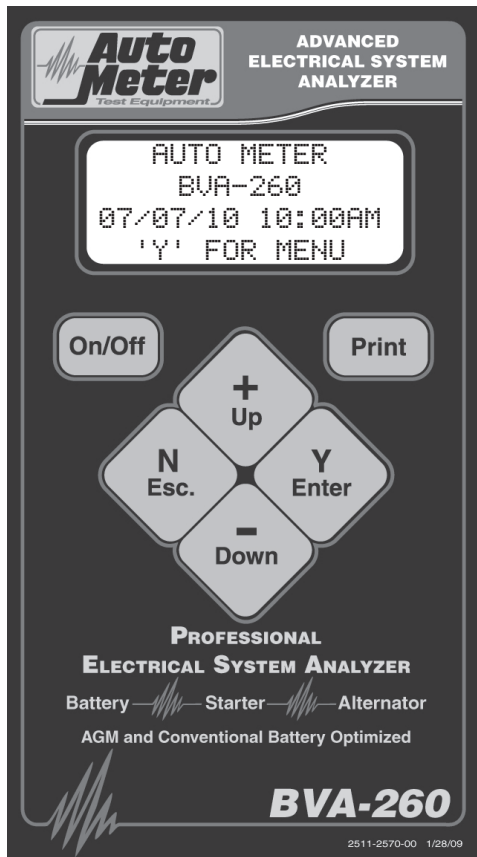 Auto
Meter
Test Equipment
ADVANCED
ELECTRICAL SYSTEM
ANALYZER
AUTO METER
BVA-260
07/07/10 10:00AM
'Y' FOR MENU
On/Off
Print
+
Up
N
Esc.
Y
Enter
-
Down
PROFESSIONAL
ELECTRICAL SYSTEM ANALYZER
Battery Starter Alternator
AGM and Conventional Battery Optimized
BVA-260
2511-2570-00 1/28/09